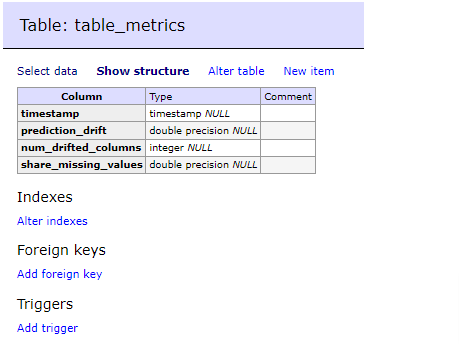 Table: table_metrics
Select data Show structure Alter table New item
Column Type Comment
timestamp timestamp NULL
prediction_drift double precision NULL
num_drifted_columns integer NULL
share_missing_values double precision NULL
Indexes
Alter indexes
Foreign keys
Add foreign key
Triggers
Add trigger